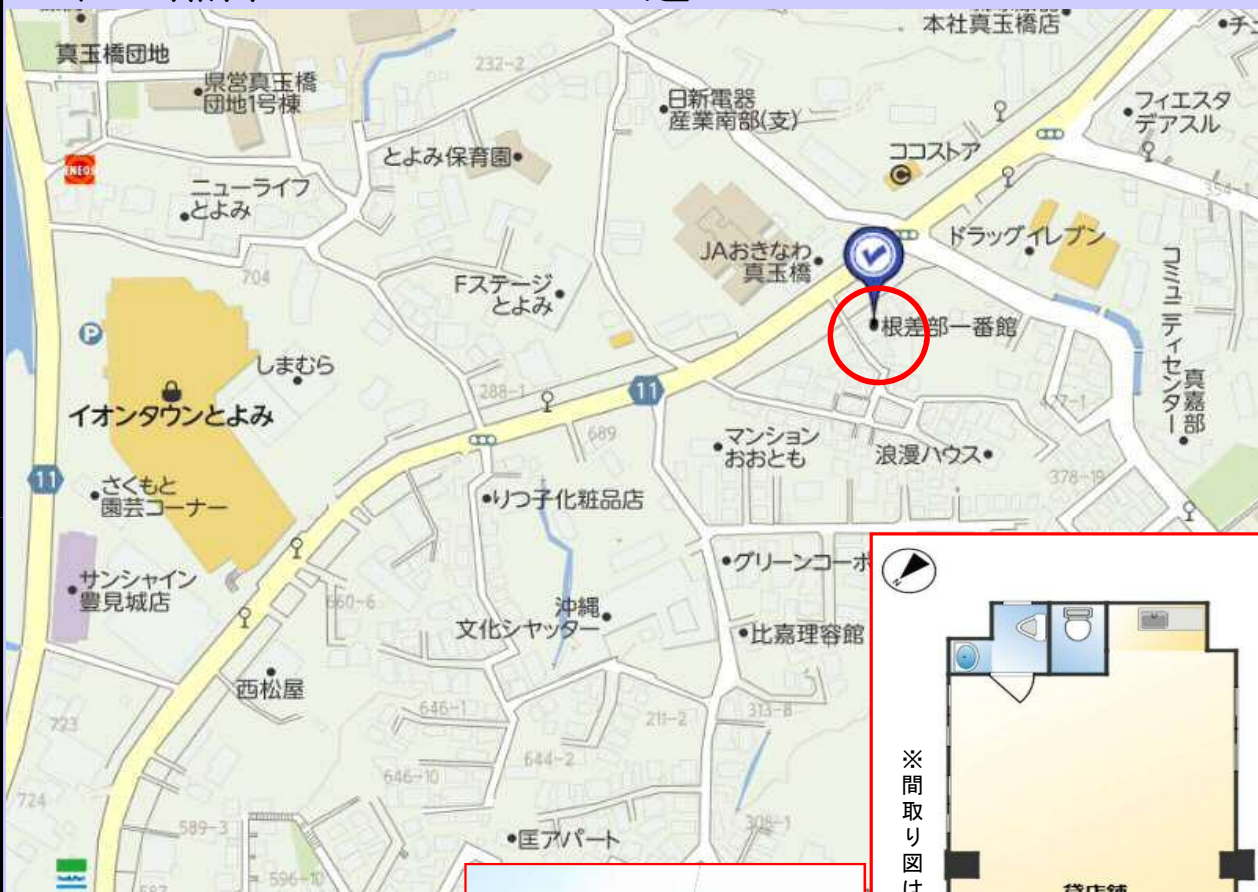 本社真玉橋店
真玉橋団地
232-2
県営真玉橋
団地1号棟
日新電器
産業南部(支)
フィエスタ
デアスル
ココストア
とよみ保育園
ENEOS
ニューライフ
とよみ
354-1
ドラッグイレブン
JAおきなわ
真玉橋
704
Fステージ
とよみ
コミュニティセンター
真嘉部
根差部一番館
P
しまむら
288-1
11
イオンタウンとよみ
477-1
689
マンション
おおとも
浪漫ハウス
378-19
11
さくもと
園芸コーナー
りつ子化粧品店
グリーンコーポ
サンシャイン
豊見城店
660-6
沖縄
文化シヤッター
比嘉理容館
西松屋
646-1
211-2
313-8
723
644-2
646-10
724
589-3
308-1
匡アパート
596-10
587
N
※間取り図は
貸店舗